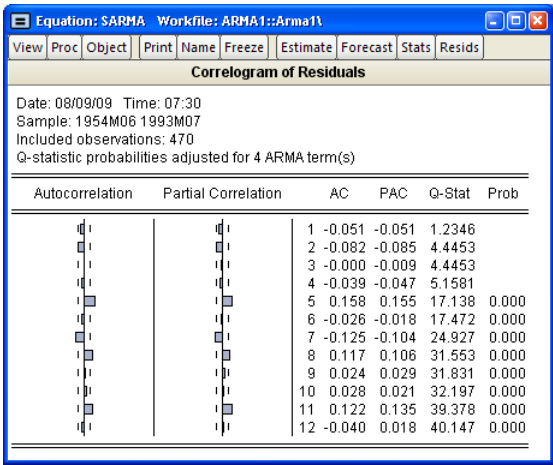 Equation: SARMA Workfile: ARMA1::Arma1\
View Proc Object Print Name Freeze Estimate Forecast Stats Resids
Correlogram of Residuals
Date: 08/09/09 Time: 07:30
Sample: 1954M06 1993M07
Included observations: 470
Q-statistic probabilities adjusted for 4 ARMA term(s)
Autocorrelation Partial Correlation AC PAC Q-Stat Prob
1 -0.051 -0.051 1.2346
2 -0.082 -0.085 4.4453
3 -0.000 -0.009 4.4453
4 -0.039 -0.047 5.1581
5 0.158 0.155 17.138 0.000
6 -0.026 -0.018 17.472 0.000
7 -0.125 -0.104 24.927 0.000
8 0.117 0.106 31.553 0.000
9 0.024 0.029 31.831 0.000
10 0.028 0.021 32.197 0.000
11 0.122 0.135 39.378 0.000
12 -0.040 0.018 40.147 0.000